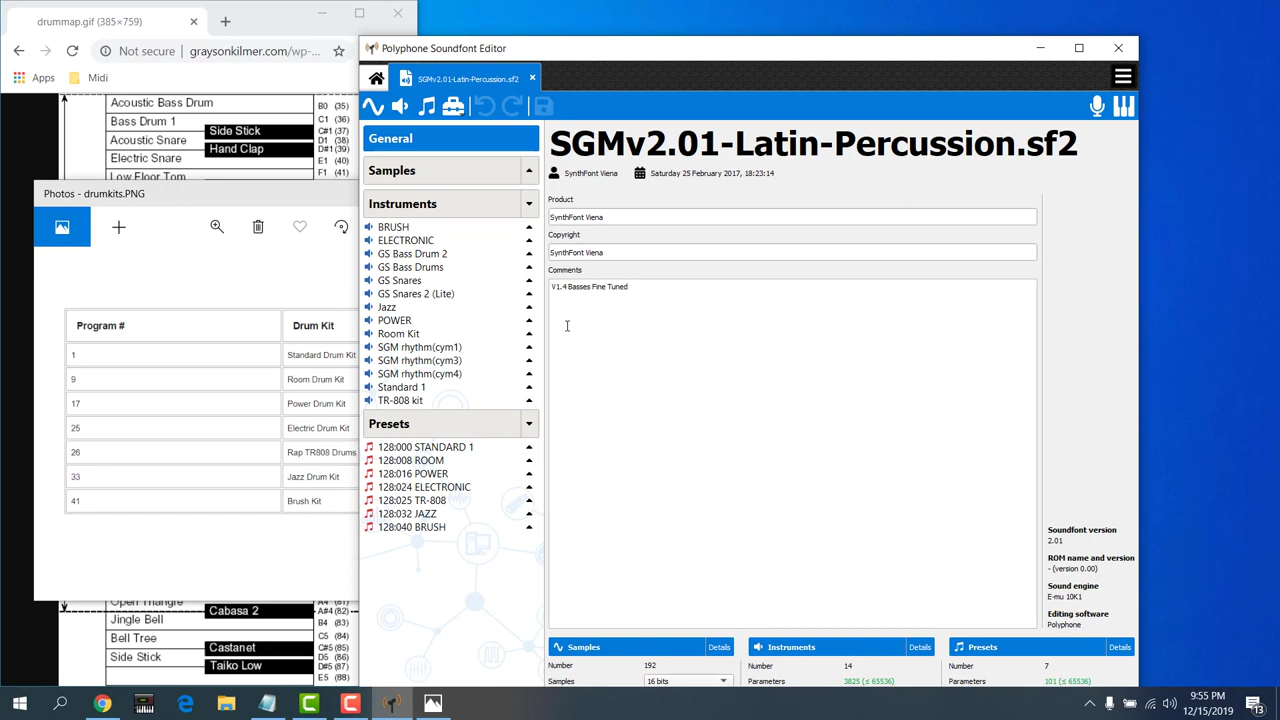 drummap.gif (385×759)
Not secure
graysonkilmer.com/wp-...
Apps
Midi
Acoustic Bass Drum
B0 (35)
Bass Drum 1
C1 (36)
Side Stick
C#1 (37)
Acoustic Snare
D1 (38)
Hand Clap
D#1 (39)
Electric Snare
E1 (40)
Low Floor Tom
F1 (41)
Photos - drumkits.PNG
Program #
Drum Kit
1
Standard Drum Kit
9
Room Drum Kit
17
Power Drum Kit
25
Electric Drum Kit
26
Rap TR808 Drums
33
Jazz Drum Kit
41
Brush Kit
A4 (81)
Cabasa 2
A#4 (82)
Jingle Bell
B4 (83)
Bell Tree
C5 (84)
Castanet
C#5 (85)
Side Stick
D5 (86)
Taiko Low
D#5 (87)
E5 (88)
Polyphone Soundfont Editor
SGMv2.01-Latin-Percussion.sf2
General
Samples
Instruments
BRUSH
ELECTRONIC
GS Bass Drum 2
GS Bass Drums
GS Snares
GS Snares 2 (Lite)
Jazz
POWER
Room Kit
SGM rhythm(cym1)
SGM rhythm(cym3)
SGM rhythm(cym4)
Standard 1
TR-808 kit
Presets
128:000 STANDARD 1
128:008 ROOM
128:016 POWER
128:024 ELECTRONIC
128:025 TR-808
128:032 JAZZ
128:040 BRUSH
SGMv2.01-Latin-Percussion.sf2
SynthFont Viena
Saturday 25 February 2017, 18:23:14
Product
SynthFont Viena
Copyright
SynthFont Viena
Comments
V1.4 Basses Fine Tuned
Soundfont version
2.01
ROM name and version
- (version 0.00)
Sound engine
E-mu 10K1
Editing software
Polyphone
Samples
Details
Instruments
Details
Presets
Details
Number
192
Number
14
Number
7
Samples
16 bits
Parameters
3825 (≤ 65536)
Parameters
101 (≤ 65536)
9:55 PM
12/15/2019
13